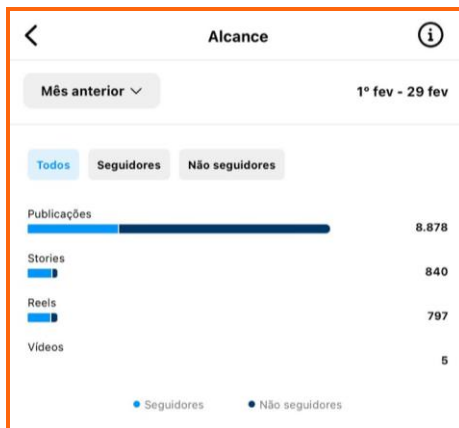 Alcance
Mês anterior
1º fev - 29 fev
Todos Seguidores Não seguidores
Publicações
8.878
Stories
840
Reels
797
Vídeos
5
Seguidores Não seguidores